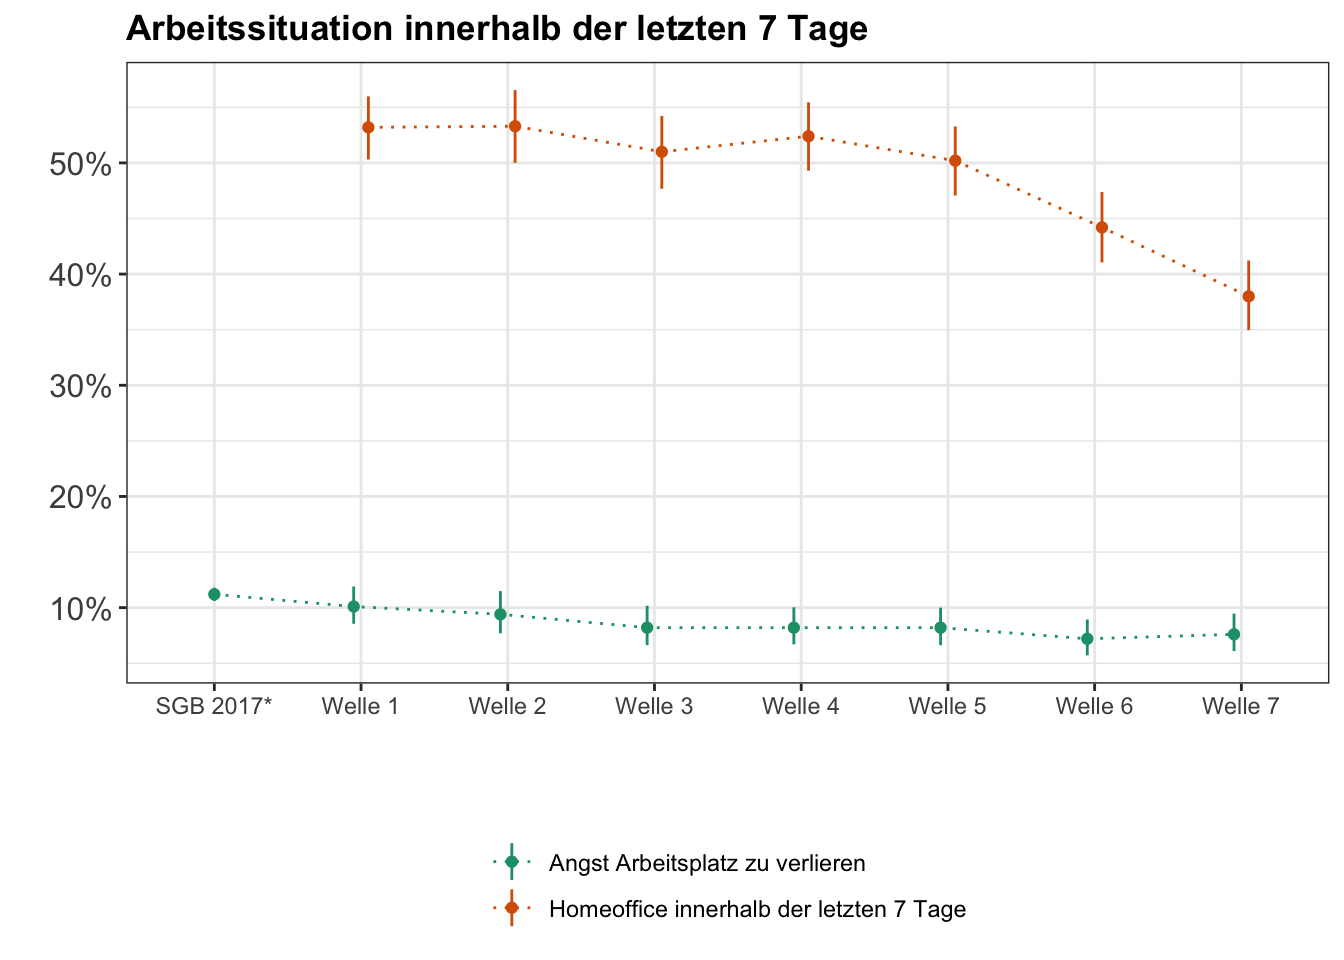 Arbeitssituation innerhalb der letzten 7 Tage
50%
40%
30%
20%
10%
SGB 2017* Welle 1 Welle 2 Welle 3 Welle 4 Welle 5 Welle 6 Welle 7
Angst Arbeitsplatz zu verlieren
Homeoffice innerhalb der letzten 7 Tage